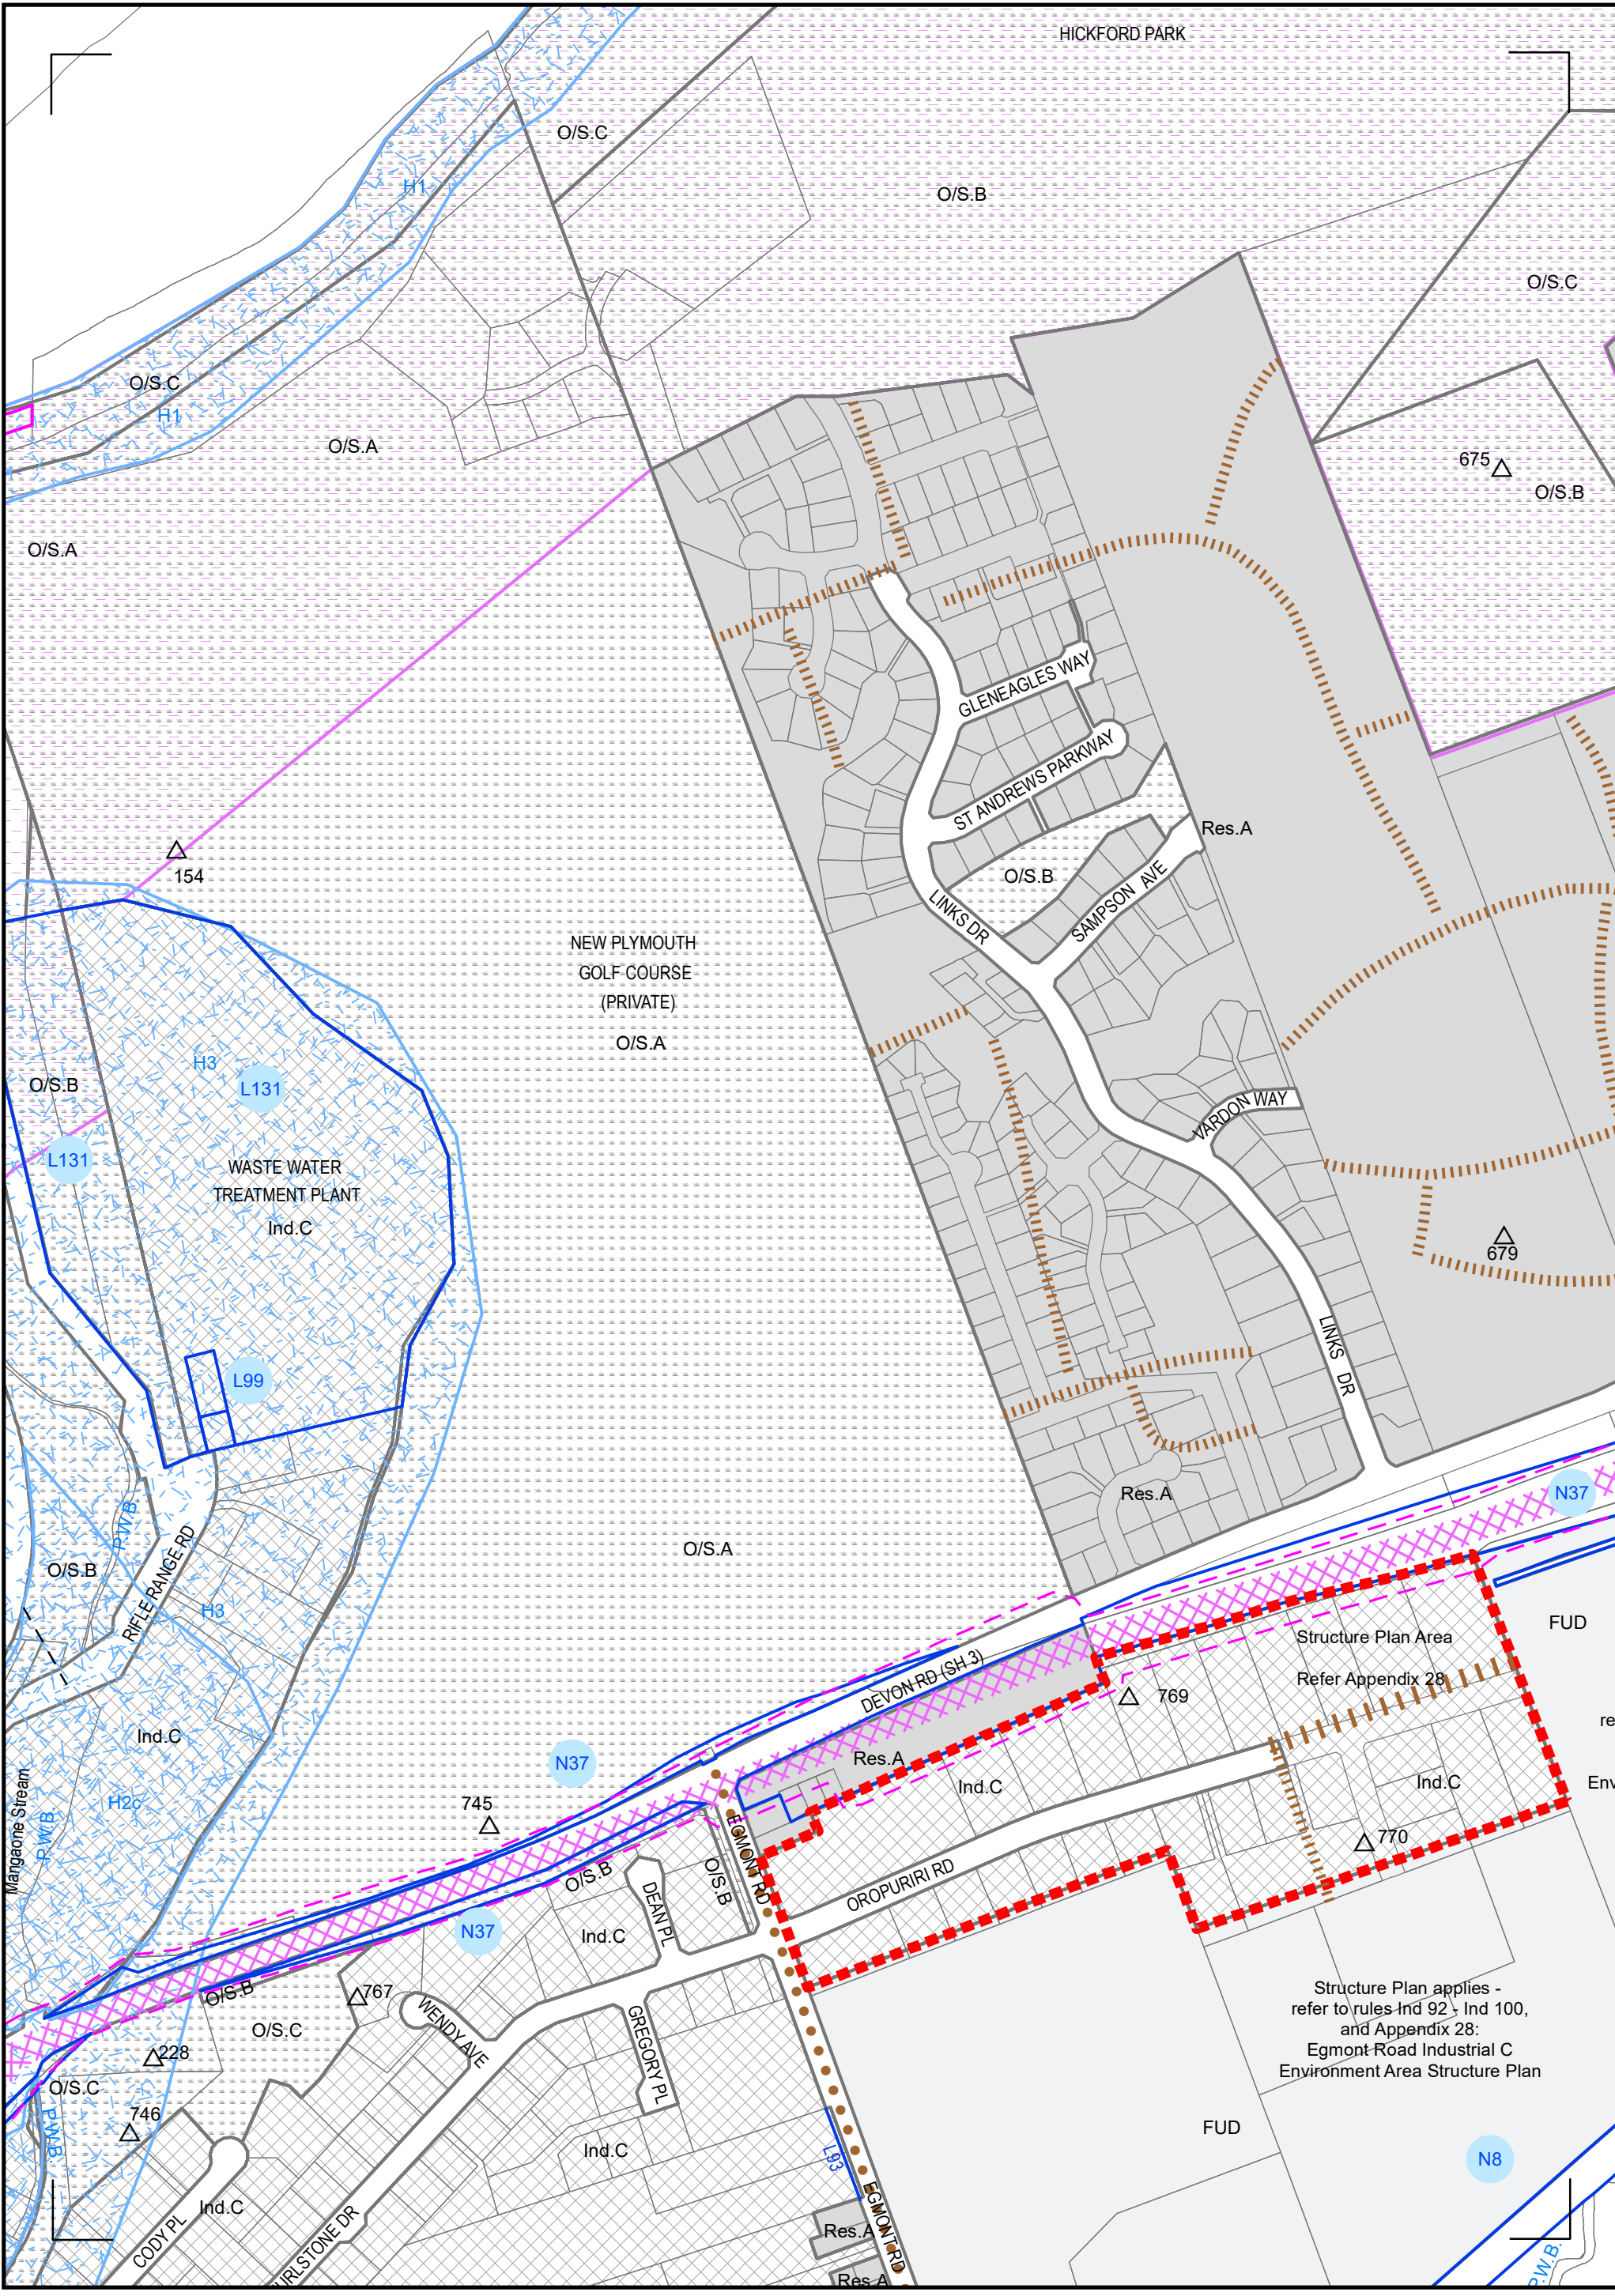 HICKFORD PARK
O/S.C
H1
O/S.B
O/S.C
O/S.C
H1
O/S.A
675
O/S.B
O/S.A
GLENEAGLES WAY
ST ANDREWS PARKWAY
Res.A
154
O/S.B
SAMPSON AVE
LINKS DR
NEW PLYMOUTH
GOLF COURSE
(PRIVATE)
O/S.A
H3
O/S.B
L131
VARDON WAY
L131
WASTE WATER
TREATMENT PLANT
Ind.C
679
LINKS DR
L99
Res.A
N37
P.W.B
O/S.A
O/S.B
RIFLE RANGE RD
H3
FUD
Structure Plan Area
Refer Appendix 28
DEVON RD (SH 3)
769
re
Ind.C
Res.A
N37
Ind.C
Ind.C
Env
Mangaone Stream
P.W.B
H2c
745
EGMONT RD
770
O/S.B
O/S.B
OROPURIRI RD
DEAN PL
N37
Ind.C
O/S.B
767
WENDY AVE
GREGORY PL
O/S.C
228
Structure Plan applies -
refer to rules Ind 92 - Ind 100,
and Appendix 28:
Egmont Road Industrial C
Environment Area Structure Plan
O/S.C
746
P.W.B.
FUD
Ind.C
L93
N8
Ind.C
CODY PL
URLSTONE DR
EGMONT RD
Res.A
P.W.B.
Res.A